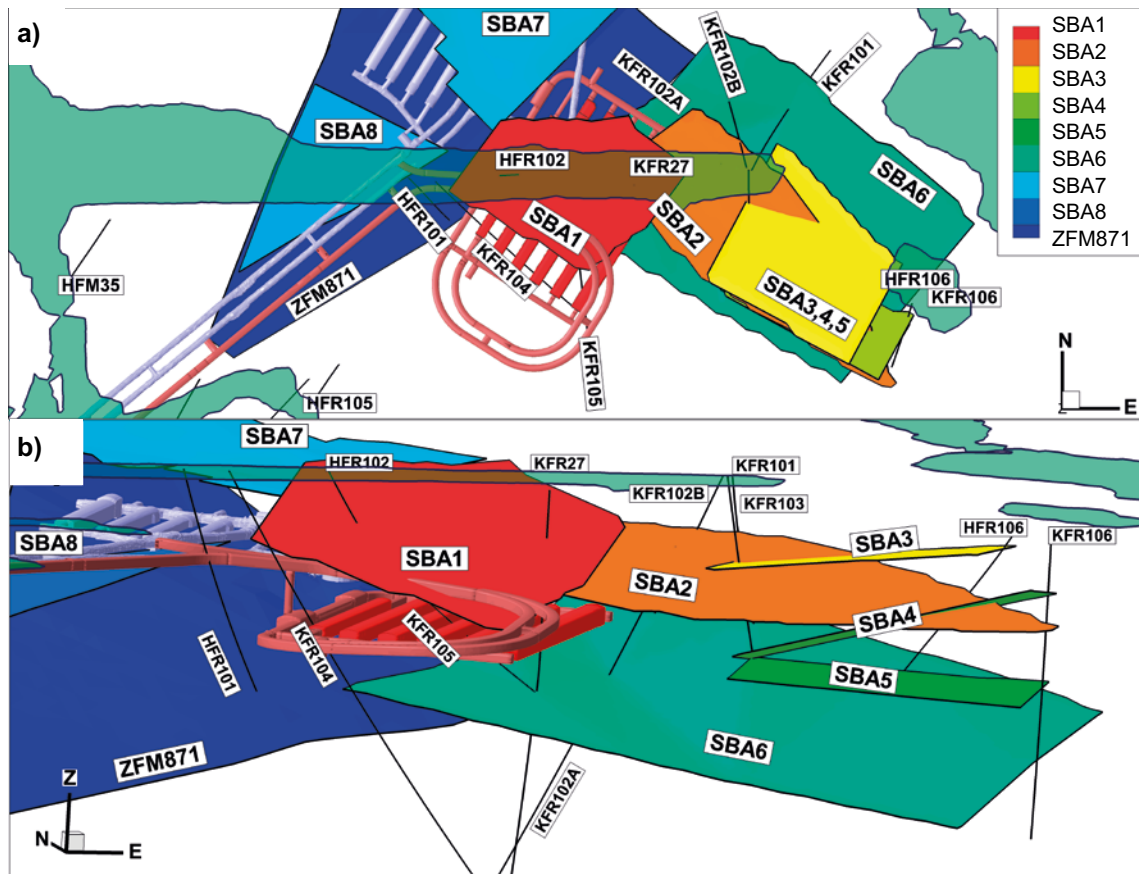 a)
SBA7
KFR102A
KFR102B
KFR101
SBA1
SBA2
SBA3
SBA4
SBA5
SBA6
SBA7
SBA8
ZFM871
SBA8
HFR102
KFR27
SBA6
HFR101
SBA1
SBA2
KFR104
HFM35
ZFM871
SBA3,4,5
HFR106
KFR106
KFR105
HFR105
N
E
Z
b)
SBA7
HFR102
KFR27
KFR101
KFR102B
KFR103
SBA8
SBA1
SBA3
HFR106
KFR106
SBA2
SBA4
KFR105
HFR101
KFR104
SBA5
SBA6
ZFM871
KFR102A
Z
N
E